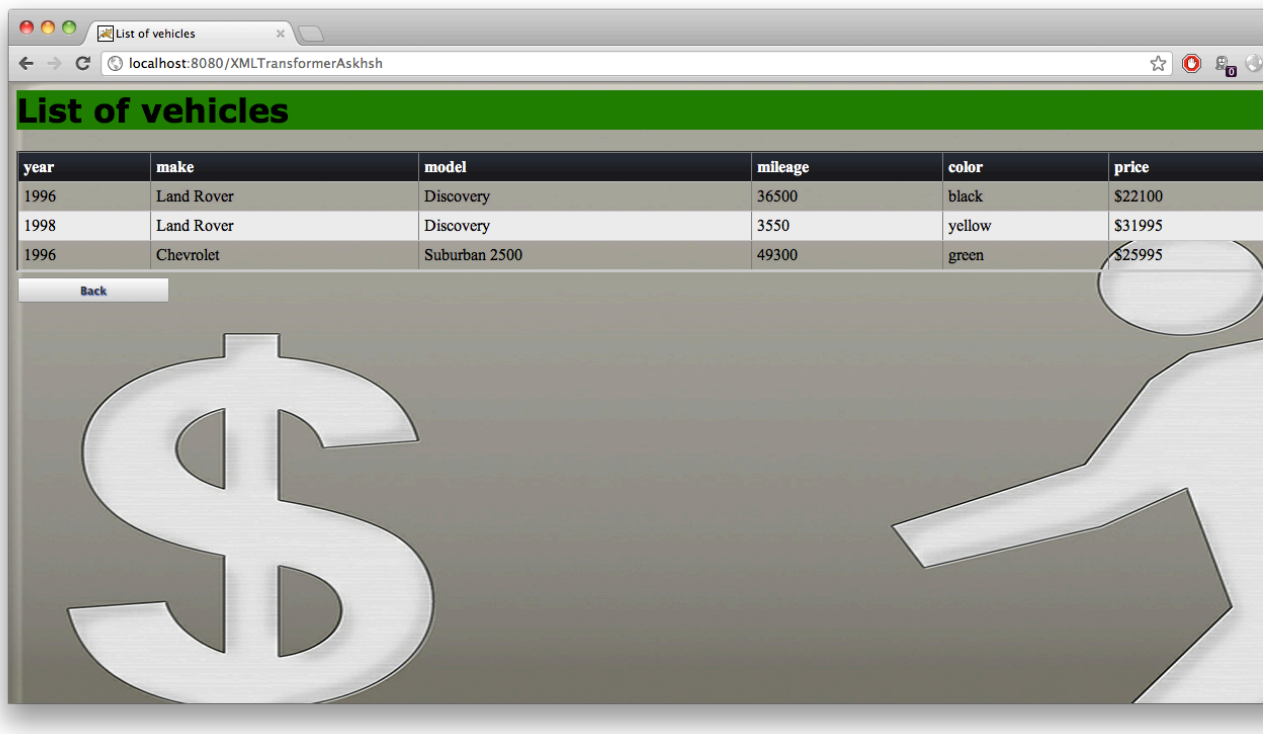 List of vehicles
localhost:8080/XMLTransformerAskhsh
0
List of vehicles
year make model mileage color price
1996 Land Rover Discovery 36500 black $22100
1998 Land Rover Discovery 3550 yellow $31995
1996 Chevrolet Suburban 2500 49300 green $25995
Back
$